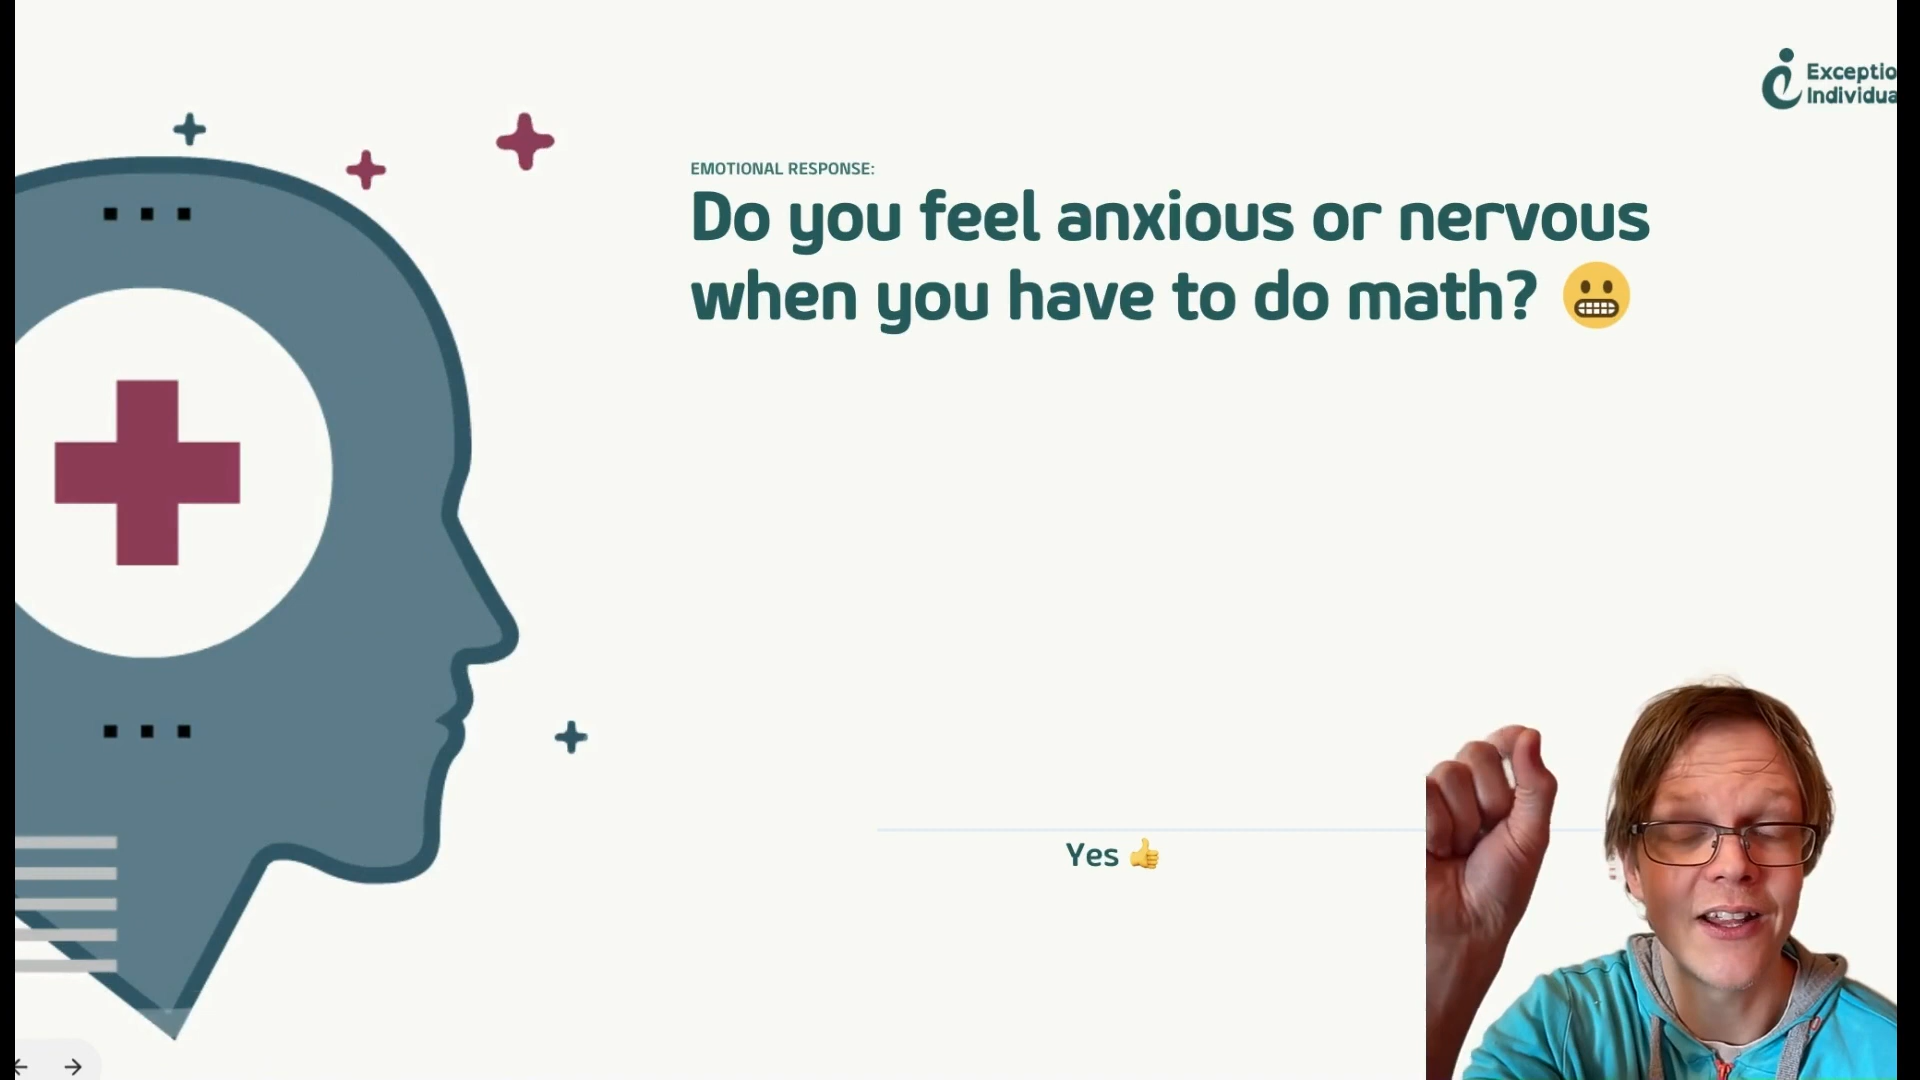 Exceptio
Individua
EMOTIONAL RESPONSE:
Do you feel anxious or nervous
when you have to do math? 😬
Yes 👍